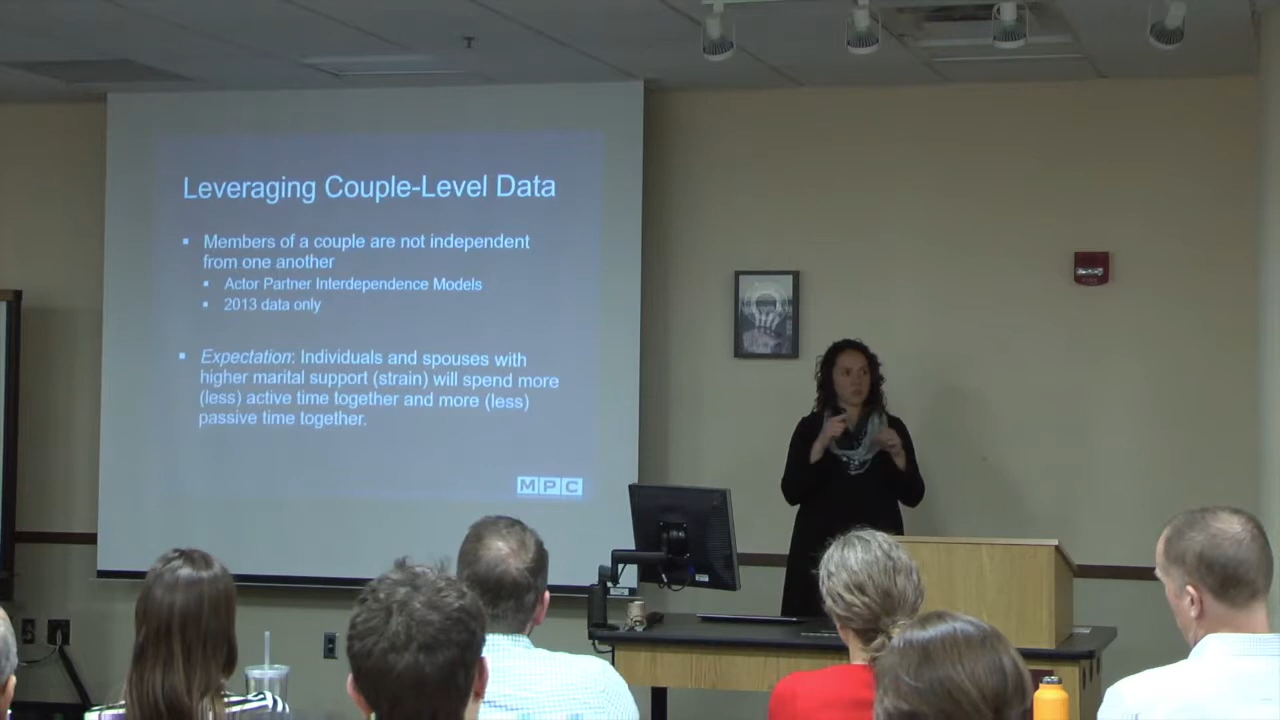 Leveraging Couple-Level Data
▪ Members of a couple are not independent
from one another
▪ Actor Partner Interdependence Models
▪ 2013 data only
▪ Expectation: Individuals and spouses with
higher marital support (strain) will spend more
(less) active time together and more (less)
passive time together.
MPC